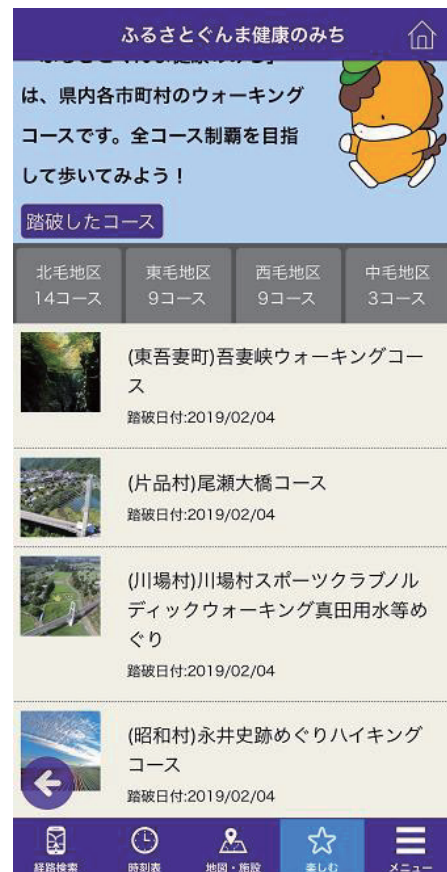 ふるさとぐんま健康のみち
は、県内各市町村のウォーキング
コースです。全コース制覇を目指
して歩いてみよう！
踏破したコース
北毛地区
14コース
東毛地区
9コース
西毛地区
9コース
中毛地区
3コース
(東吾妻町)吾妻峡ウォーキングコー
ス
踏破日付:2019/02/04
(片品村)尾瀬大橋コース
踏破日付:2019/02/04
(川場村)川場村スポーツクラブノル
ディックウォーキング真田用水等め
ぐり
踏破日付:2019/02/04
(昭和村)永井史跡めぐりハイキング
コース
踏破日付:2019/02/04
経路検索
時刻表
地図・施設
楽しむ
メニュー